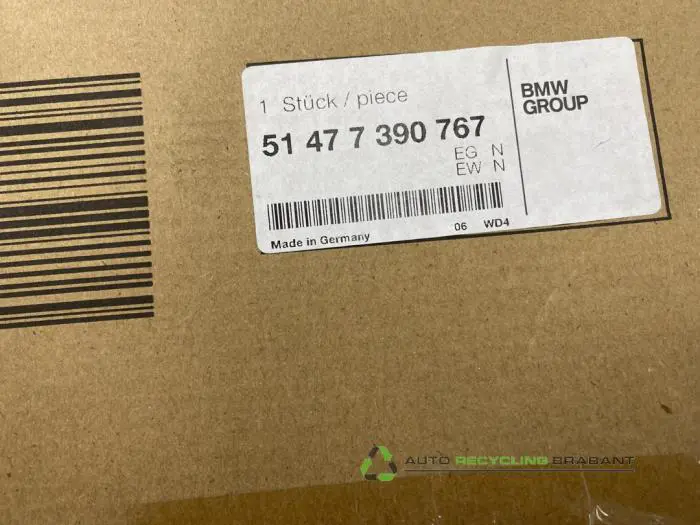 1 Stück / piece
51 47 7 390 767
EG N
EW N
06 WD4
Made in Germany
BMW
GROUP
AUTO RECYCLING BRABANT